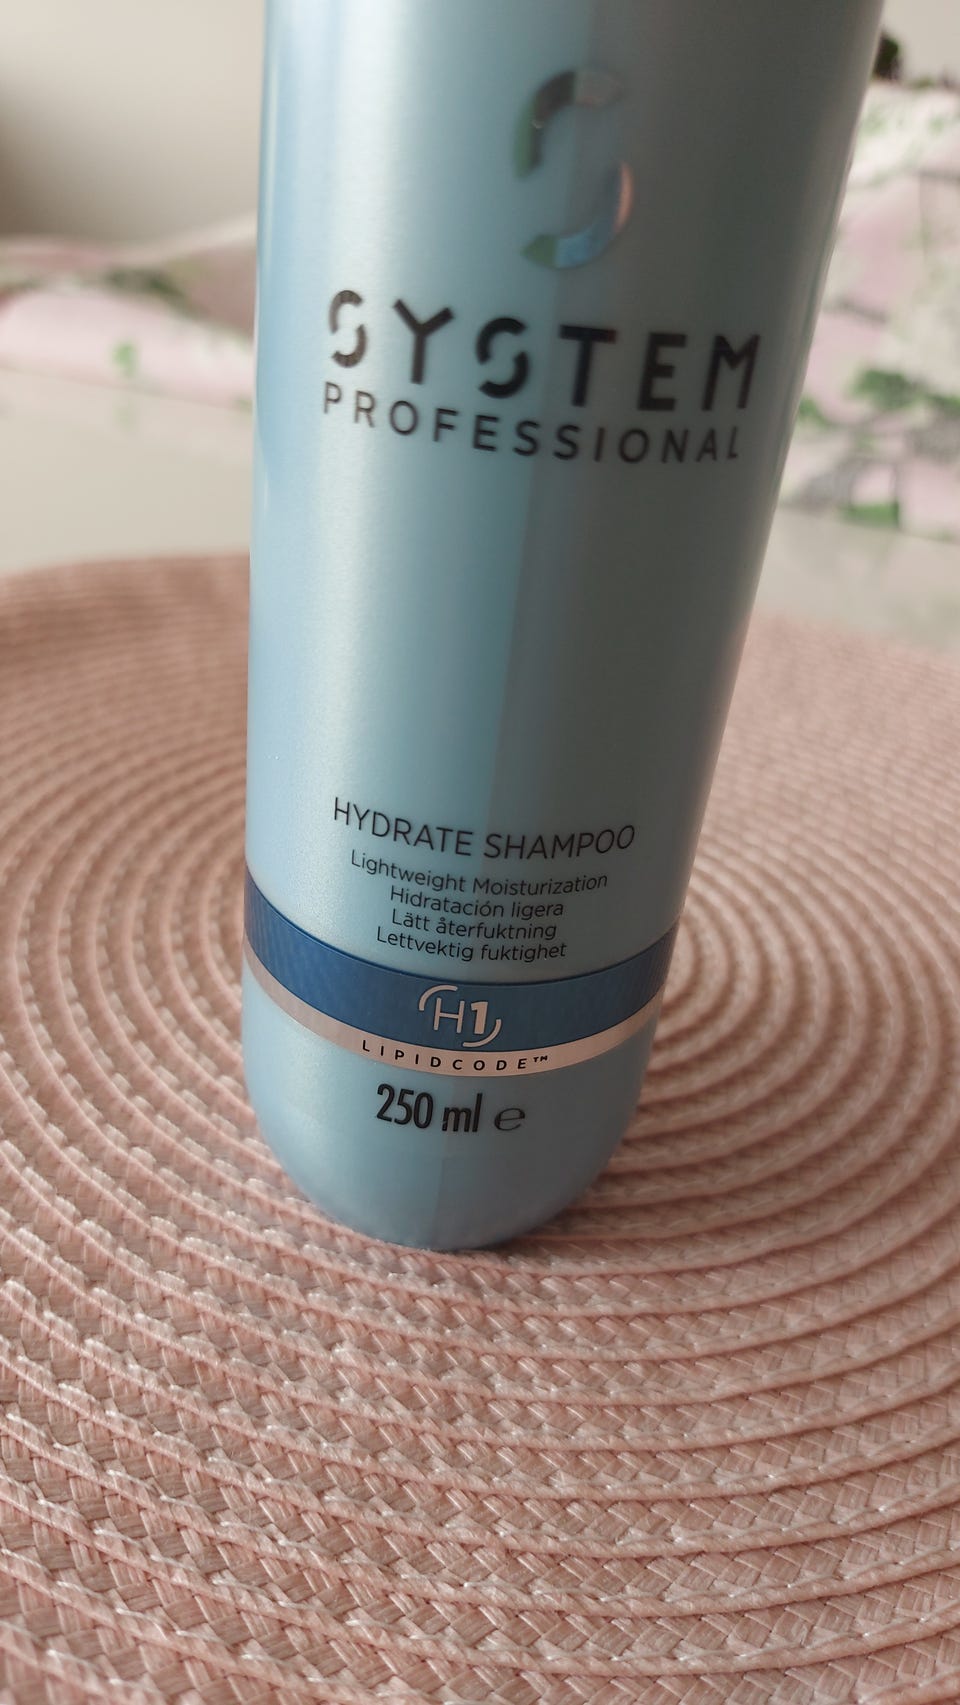 SYSTEM
PROFESSIONAL
HYDRATE SHAMPOO
Lightweight Moisturization
Hidratación ligera
Lätt återfuktning
Lettvektig fuktighet
H1
LIPIDCODE™
250 ml ℮